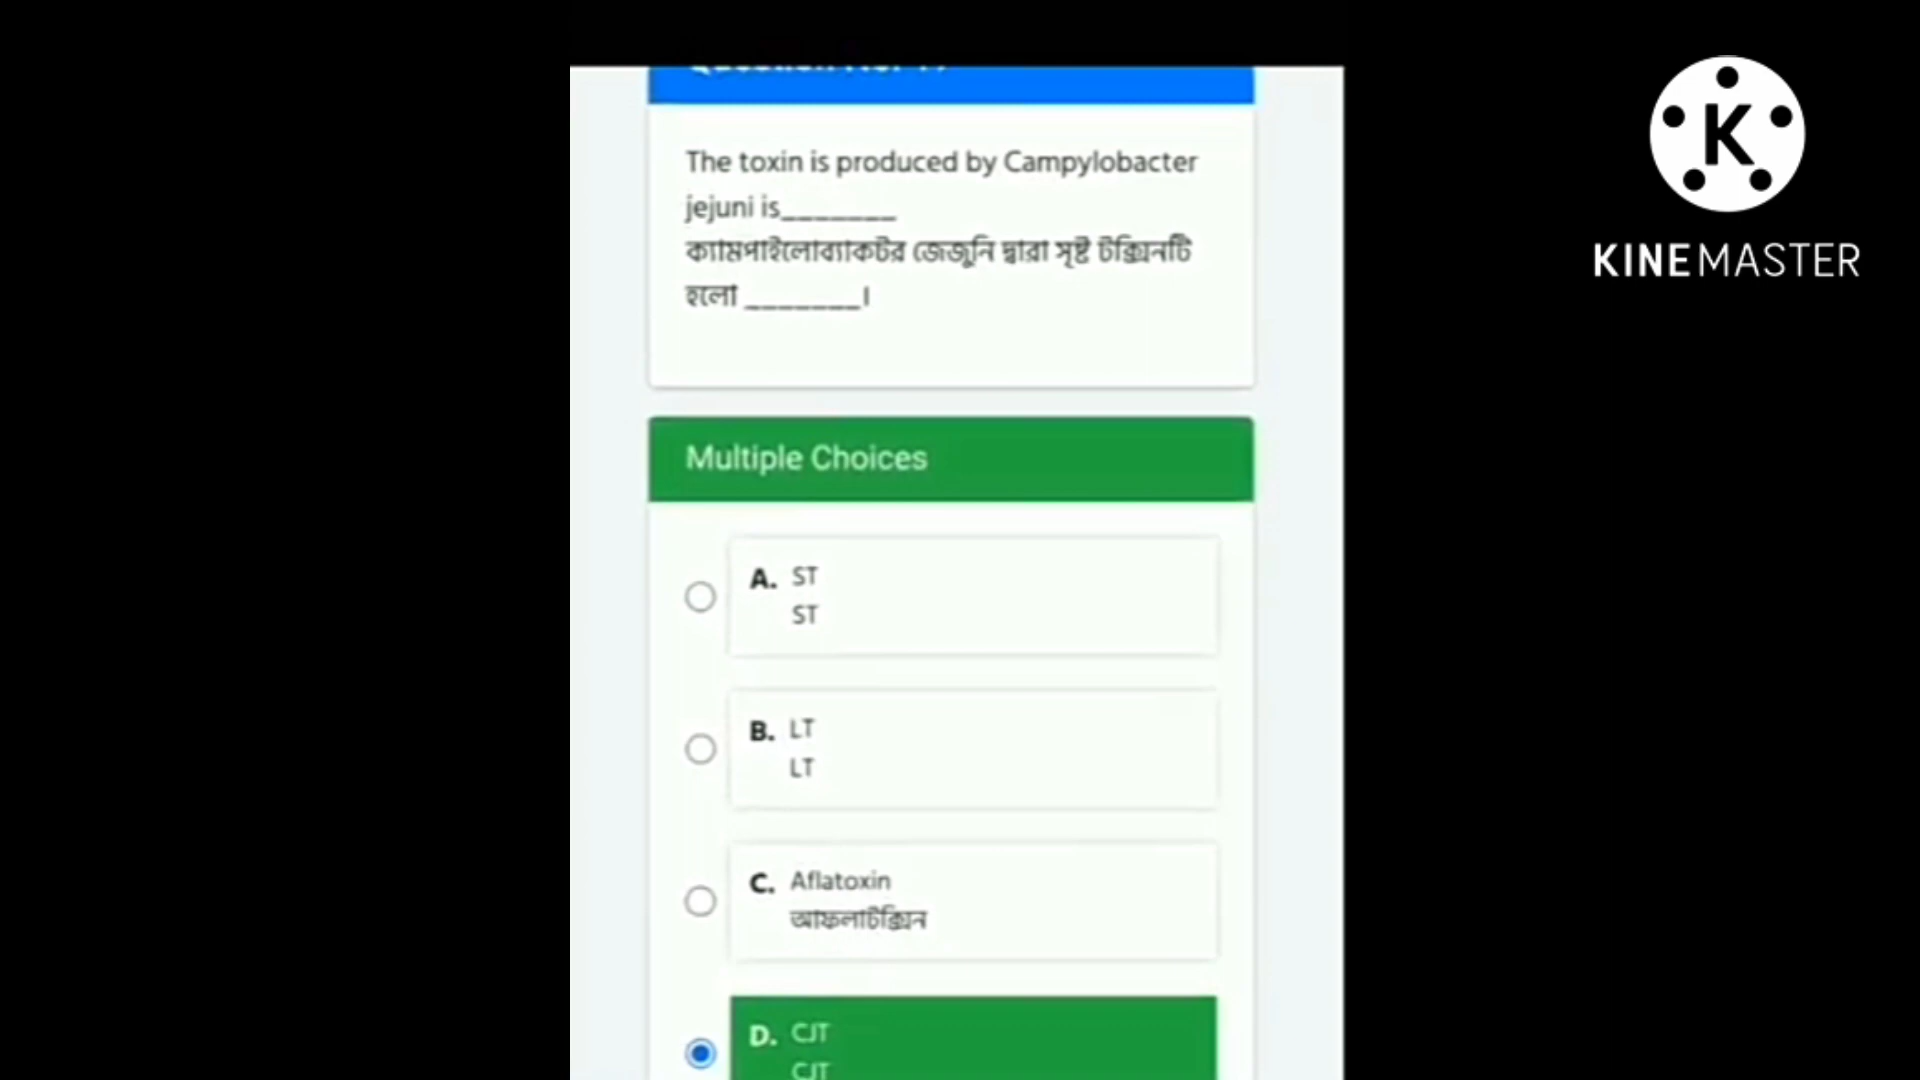 The toxin is produced by Campylobacter
jejuni is_______
ক্যামপাইলোব্যাকটর জেজুনি দ্বারা সৃষ্ট টক্সিনটি
হলো _______।
Multiple Choices
A. ST
ST
B. LT
LT
C. Aflatoxin
আফলাটক্সিন
D. CJT
CJT
K
KINEMASTER